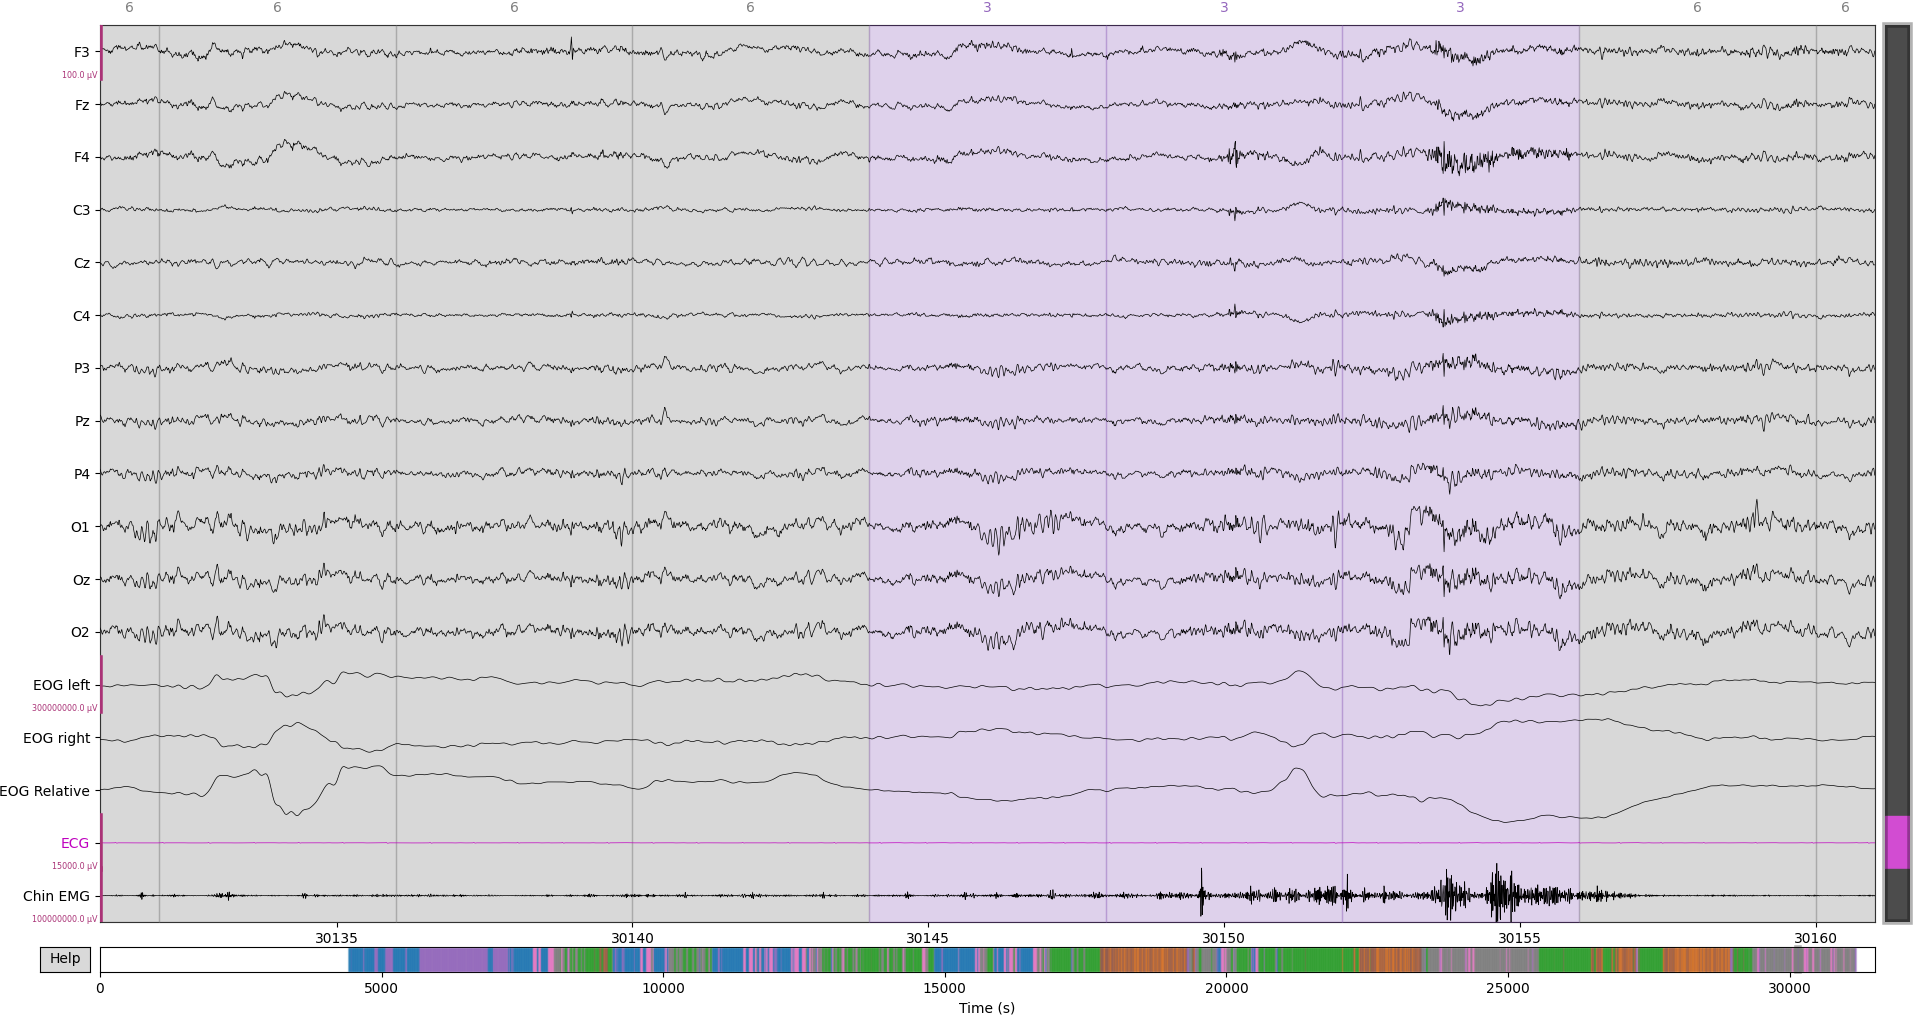 6 6 6 6 3 3 3 6 6
F3
100.0 µV
Fz
F4
C3
Cz
C4
P3
Pz
P4
O1
Oz
O2
EOG left
300000000.0 µV
EOG right
EOG Relative
ECG
15000.0 µV
Chin EMG
100000000.0 µV
30135 30140 30145 30150 30155 30160
Help
0 5000 10000 15000 20000 25000 30000
Time (s)